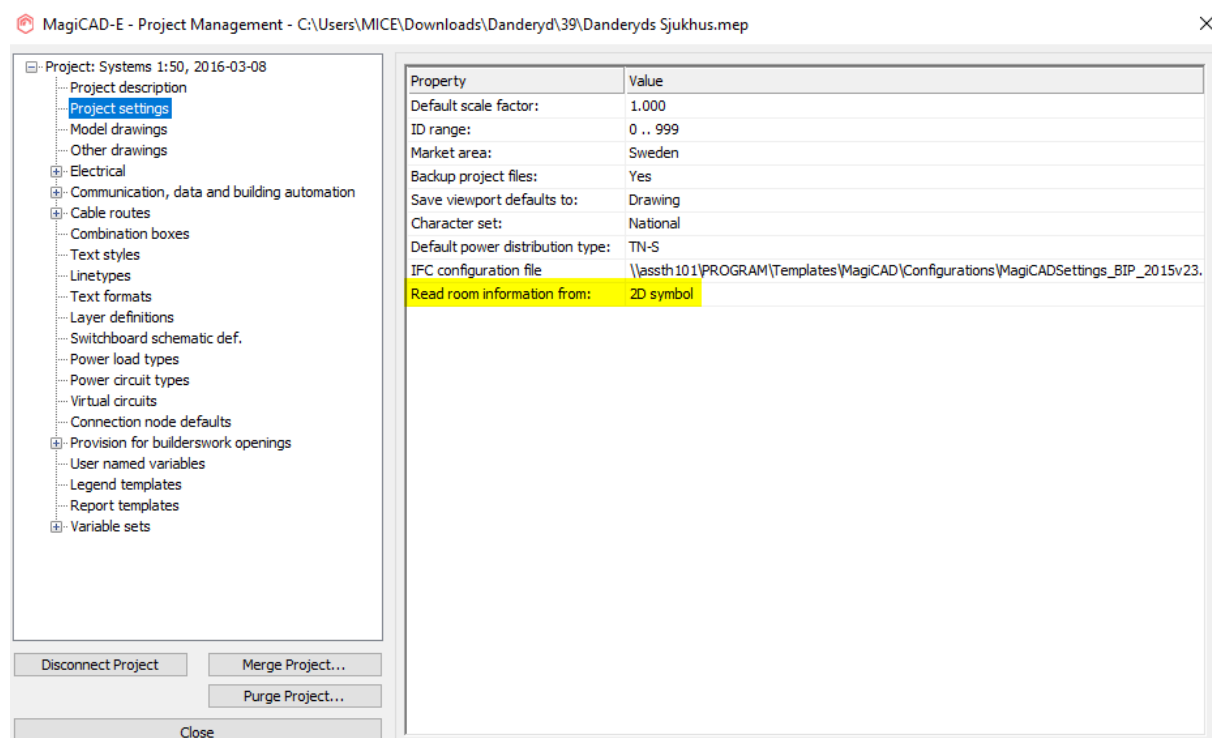 MagiCAD-E - Project Management - C:\Users\MICE\Downloads\Danderyd\39\Danderyds Sjukhus.mep
Project: Systems 1:50, 2016-03-08
Project description
Project settings
Model drawings
Other drawings
Electrical
Communication, data and building automation
Cable routes
Combination boxes
Text styles
Linetypes
Text formats
Layer definitions
Switchboard schematic def.
Power load types
Power circuit types
Virtual circuits
Connection node defaults
Provision for builderswork openings
User named variables
Legend templates
Report templates
Variable sets
Disconnect Project Merge Project...
Purge Project...
Close
Property Value
Default scale factor: 1.000
ID range: 0 .. 999
Market area: Sweden
Backup project files: Yes
Save viewport defaults to: Drawing
Character set: National
Default power distribution type: TN-S
IFC configuration file \\assth101\PROGRAM\Templates\MagiCAD\Configurations\MagiCADSettings_BIP_2015v23.
Read room information from: 2D symbol